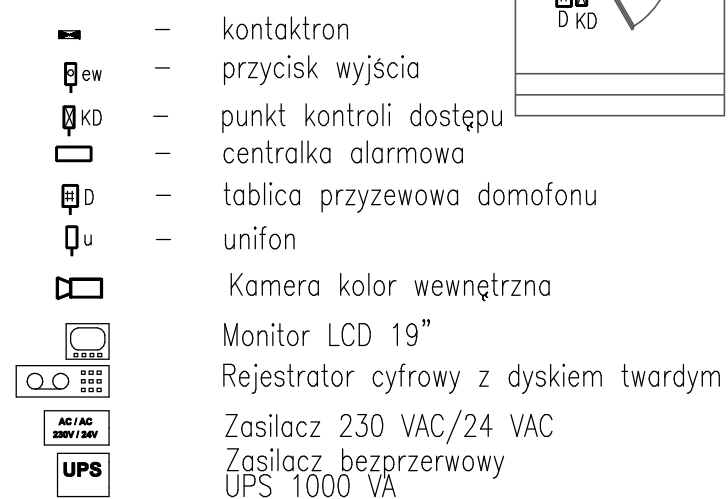 D KD
– kontaktron
ew – przycisk wyjścia
KD – punkt kontroli dostępu
– centralka alarmowa
# D – tablica przyzewowa domofonu
u – unifon
Kamera kolor wewnętrzna
Monitor LCD 19”
Rejestrator cyfrowy z dyskiem twardym
AC / AC
230V / 24V
Zasilacz 230 VAC/24 VAC
UPS
Zasilacz bezprzerwowy
UPS 1000 VA